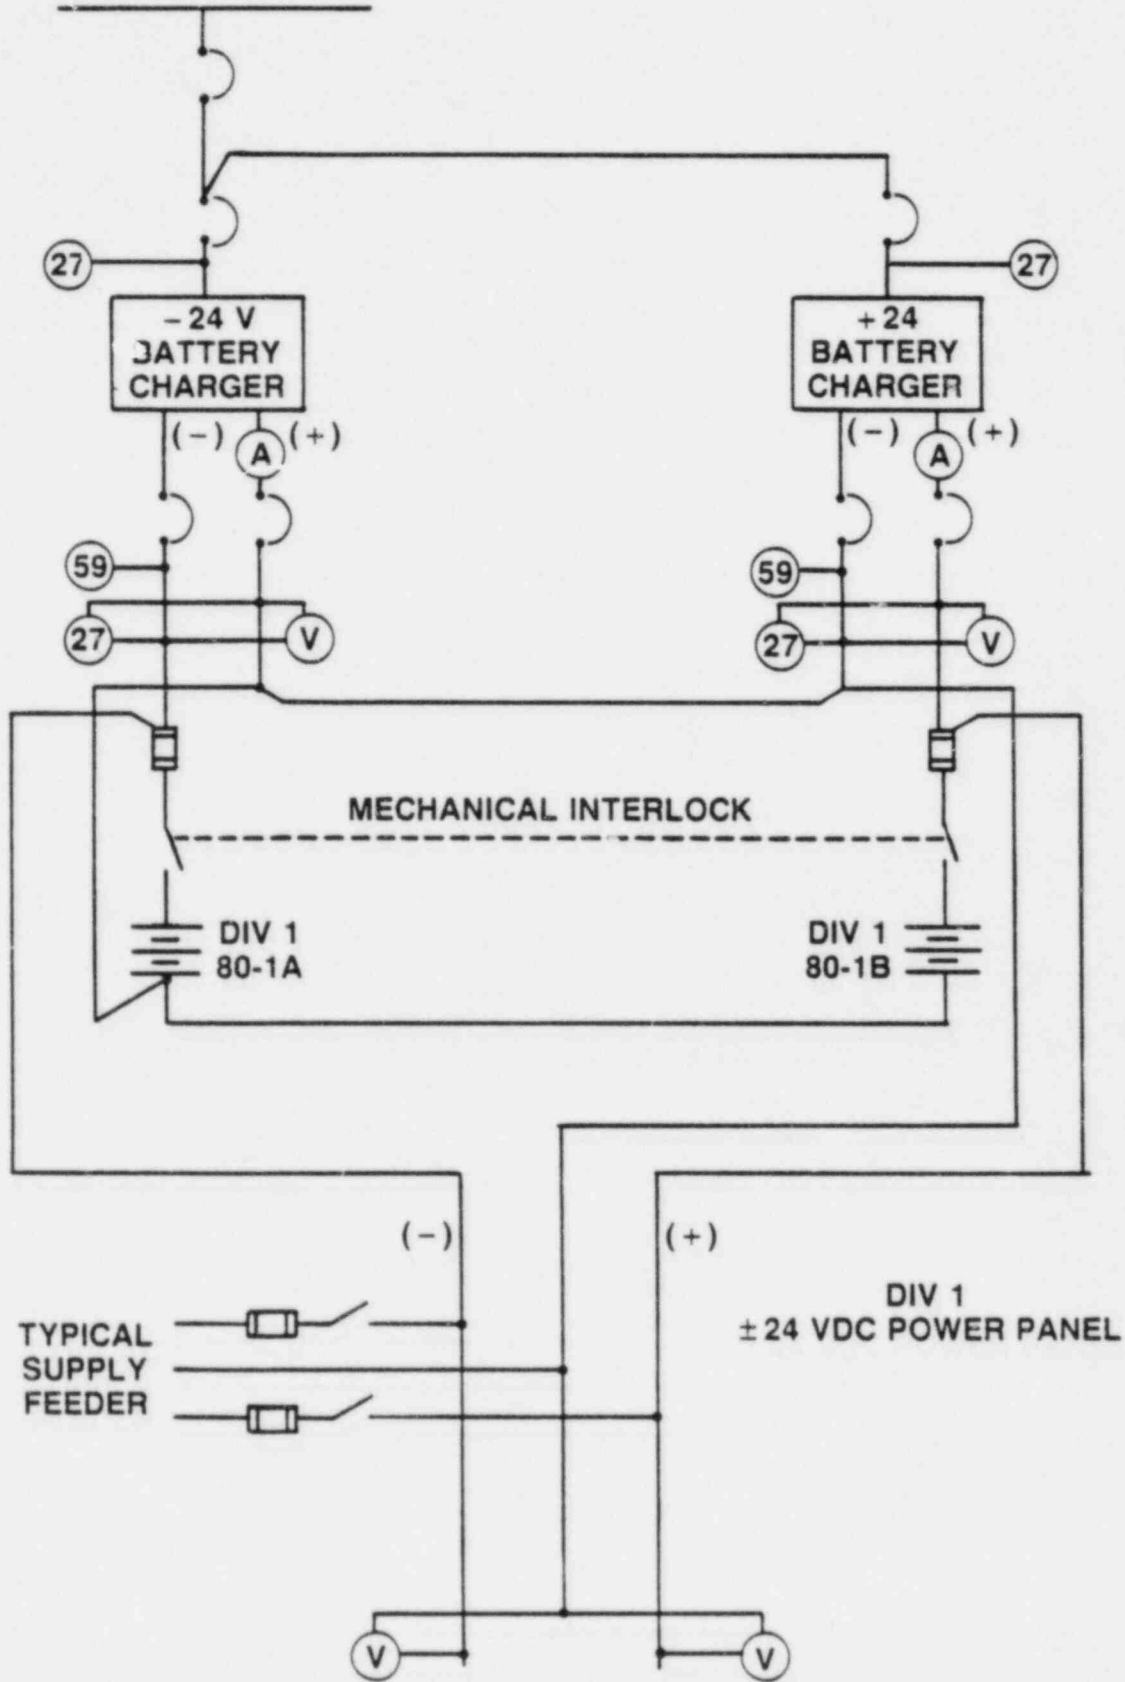 27
27
– 24 V
BATTERY
CHARGER
+ 24
BATTERY
CHARGER
(–)
A
(+)
(–)
A
(+)
59
59
27
V
27
V
MECHANICAL INTERLOCK
DIV 1
80-1A
DIV 1
80-1B
(–)
(+)
DIV 1
± 24 VDC POWER PANEL
TYPICAL
SUPPLY
FEEDER
V
V